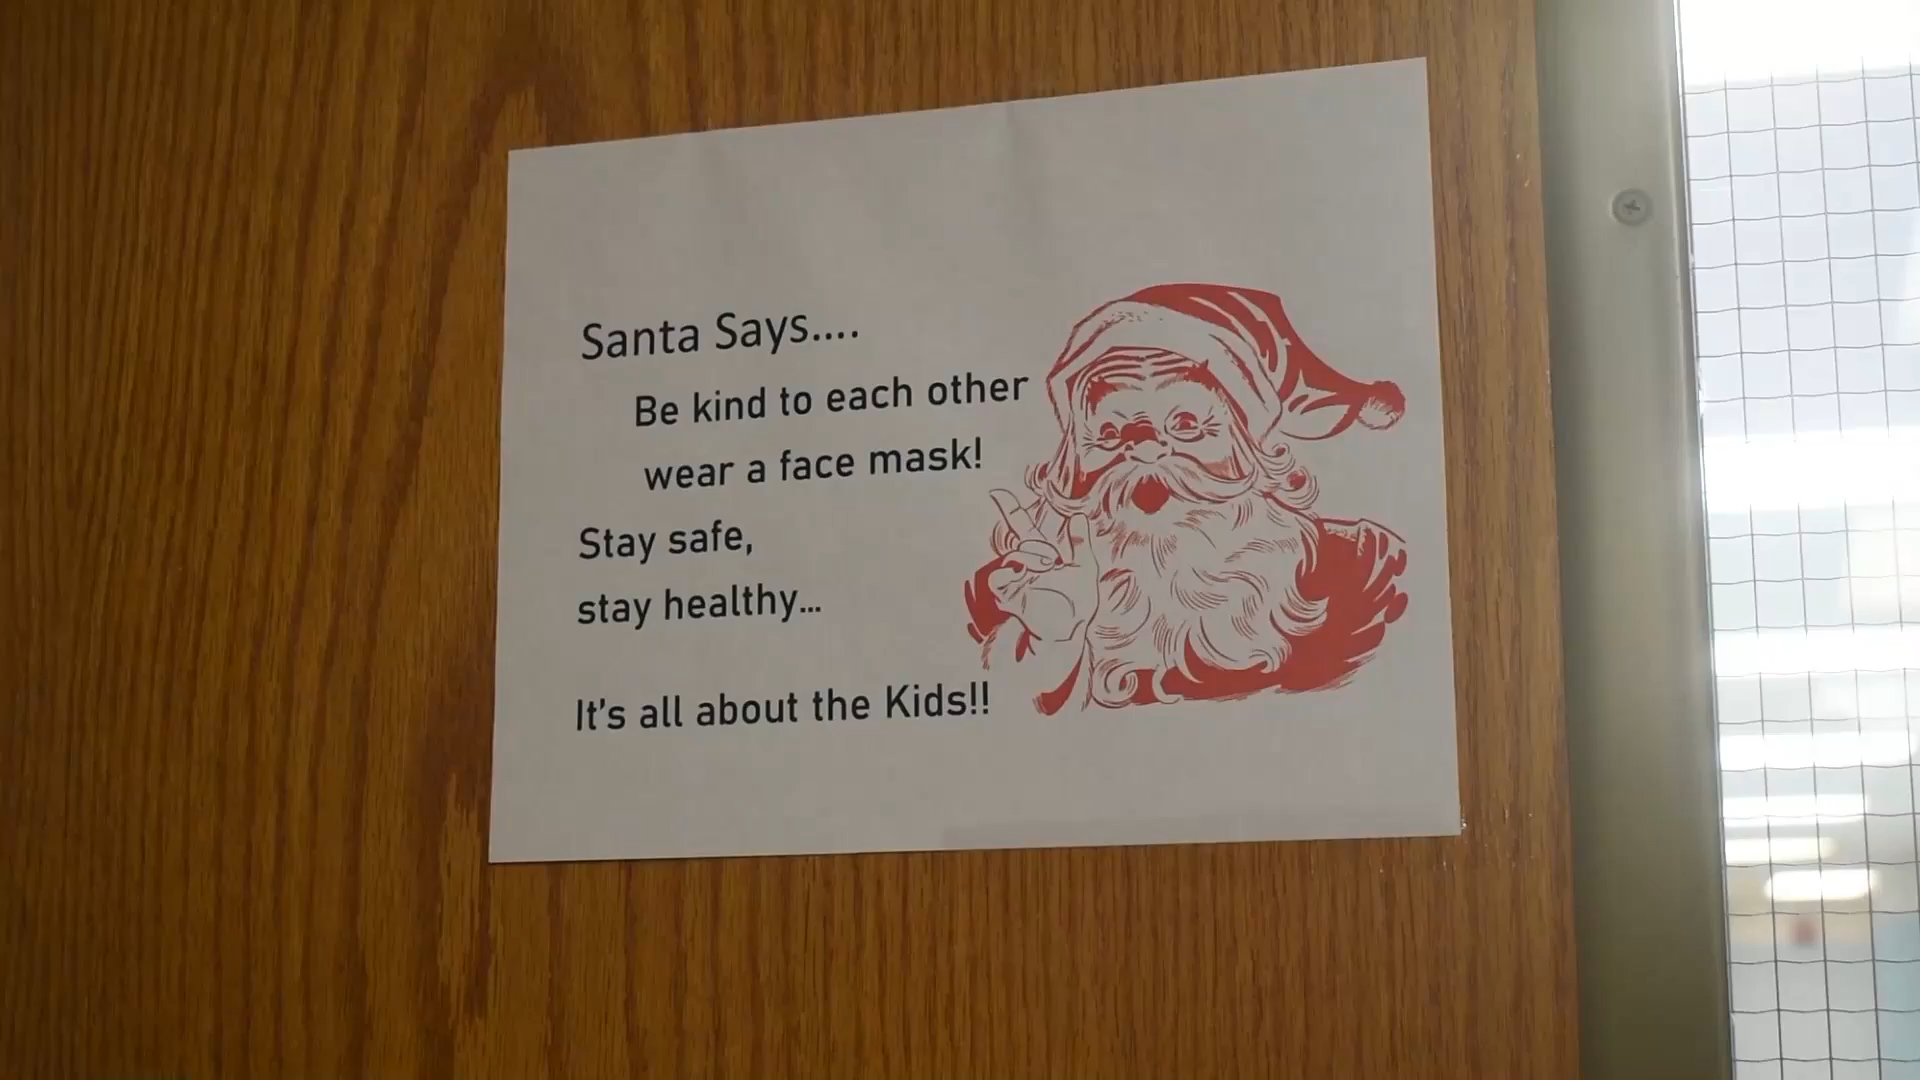 Santa Says....
Be kind to each other
wear a face mask!
Stay safe,
stay healthy...
It's all about the Kids!!